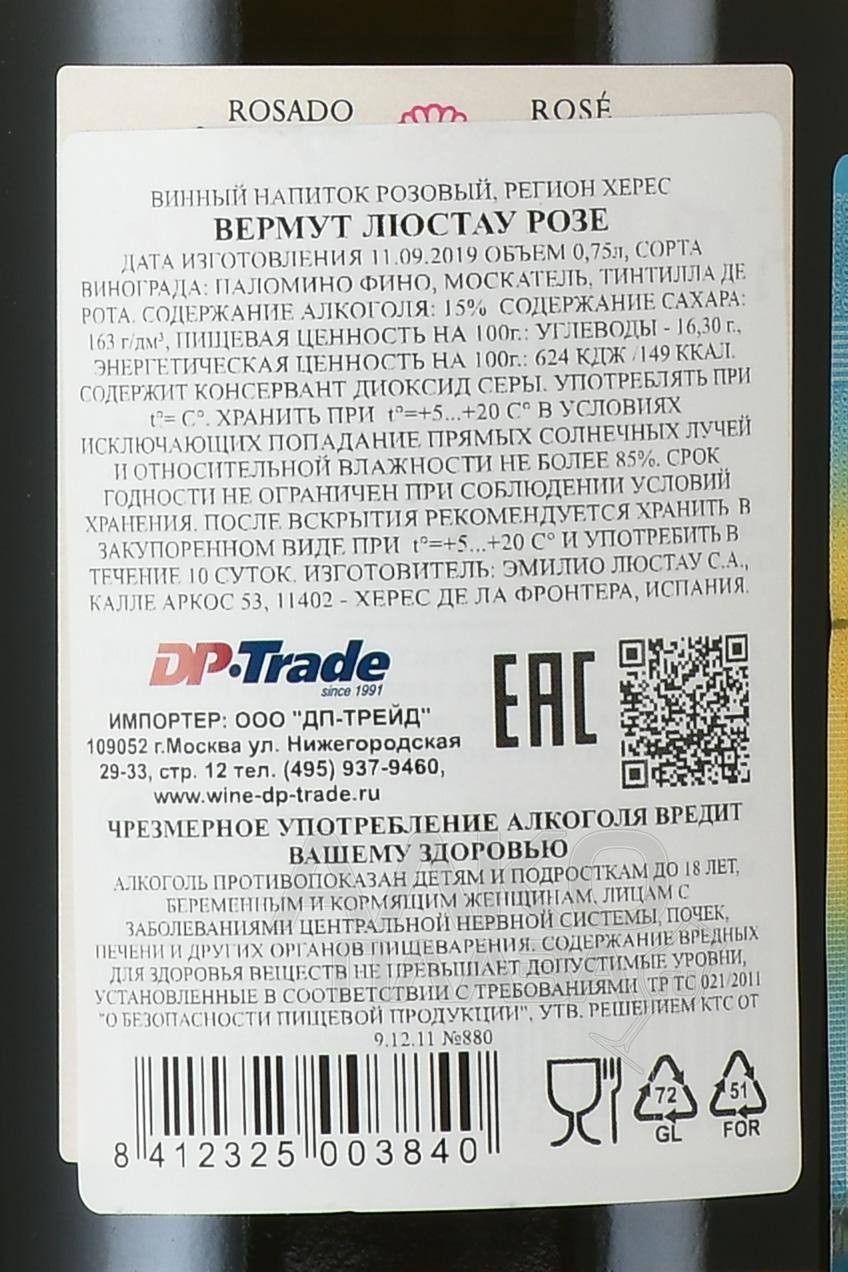 ROSADO ROSÉ
ВИННЫЙ НАПИТОК РОЗОВЫЙ, РЕГИОН ХЕРЕС
ВЕРМУТ ЛЮСТАУ РОЗЕ
ДАТА ИЗГОТОВЛЕНИЯ 11.09.2019 ОБЪЕМ 0,75л, СОРТА
ВИНОГРАДА: ПАЛОМИНО ФИНО, МОСКАТЕЛЬ, ТИНТИЛЛА ДЕ
РОТА. СОДЕРЖАНИЕ АЛКОГОЛЯ: 15% СОДЕРЖАНИЕ САХАРА:
163 г/дм³, ПИЩЕВАЯ ЦЕННОСТЬ НА 100г.: УГЛЕВОДЫ - 16,30 г.,
ЭНЕРГЕТИЧЕСКАЯ ЦЕННОСТЬ НА 100г.: 624 КДЖ /149 ККАЛ.
СОДЕРЖИТ КОНСЕРВАНТ ДИОКСИД СЕРЫ. УПОТРЕБЛЯТЬ ПРИ
t°= C°. ХРАНИТЬ ПРИ t°=+5...+20 C° В УСЛОВИЯХ
ИСКЛЮЧАЮЩИХ ПОПАДАНИЕ ПРЯМЫХ СОЛНЕЧНЫХ ЛУЧЕЙ
И ОТНОСИТЕЛЬНОЙ ВЛАЖНОСТИ НЕ БОЛЕЕ 85%. СРОК
ГОДНОСТИ НЕ ОГРАНИЧЕН ПРИ СОБЛЮДЕНИИ УСЛОВИЙ
ХРАНЕНИЯ. ПОСЛЕ ВСКРЫТИЯ РЕКОМЕНДУЕТСЯ ХРАНИТЬ В
ЗАКУПОРЕННОМ ВИДЕ ПРИ t°=+5...+20 C° И УПОТРЕБИТЬ В
ТЕЧЕНИЕ 10 СУТОК. ИЗГОТОВИТЕЛЬ: ЭМИЛИО ЛЮСТАУ С.А.,
КАЛЛЕ АРКОС 53, 11402 - ХЕРЕС ДЕ ЛА ФРОНТЕРА, ИСПАНИЯ.
DP·Trade
since 1991
EAC
ИМПОРТЕР: ООО "ДП-ТРЕЙД"
109052 г.Москва ул. Нижегородская
29-33, стр. 12 тел. (495) 937-9460,
www.wine-dp-trade.ru
ЧРЕЗМЕРНОЕ УПОТРЕБЛЕНИЕ АЛКОГОЛЯ ВРЕДИТ
ВАШЕМУ ЗДОРОВЬЮ
АЛКОГОЛЬ ПРОТИВОПОКАЗАН ДЕТЯМ И ПОДРОСТКАМ ДО 18 ЛЕТ,
БЕРЕМЕННЫМ И КОРМЯЩИМ ЖЕНЩИНАМ, ЛИЦАМ С
ЗАБОЛЕВАНИЯМИ ЦЕНТРАЛЬНОЙ НЕРВНОЙ СИСТЕМЫ, ПОЧЕК,
ПЕЧЕНИ И ДРУГИХ ОРГАНОВ ПИЩЕВАРЕНИЯ. СОДЕРЖАНИЕ ВРЕДНЫХ
ДЛЯ ЗДОРОВЬЯ ВЕЩЕСТВ НЕ ПРЕВЫШАЕТ ДОПУСТИМЫЕ УРОВНИ,
УСТАНОВЛЕННЫЕ В СООТВЕТСТВИИ С ТРЕБОВАНИЯМИ ТР ТС 021/2011
"О БЕЗОПАСНОСТИ ПИЩЕВОЙ ПРОДУКЦИИ", УТВ. РЕШЕНИЕМ КТС ОТ
9.12.11 №880
8 412325 003840
72
GL
51
FOR